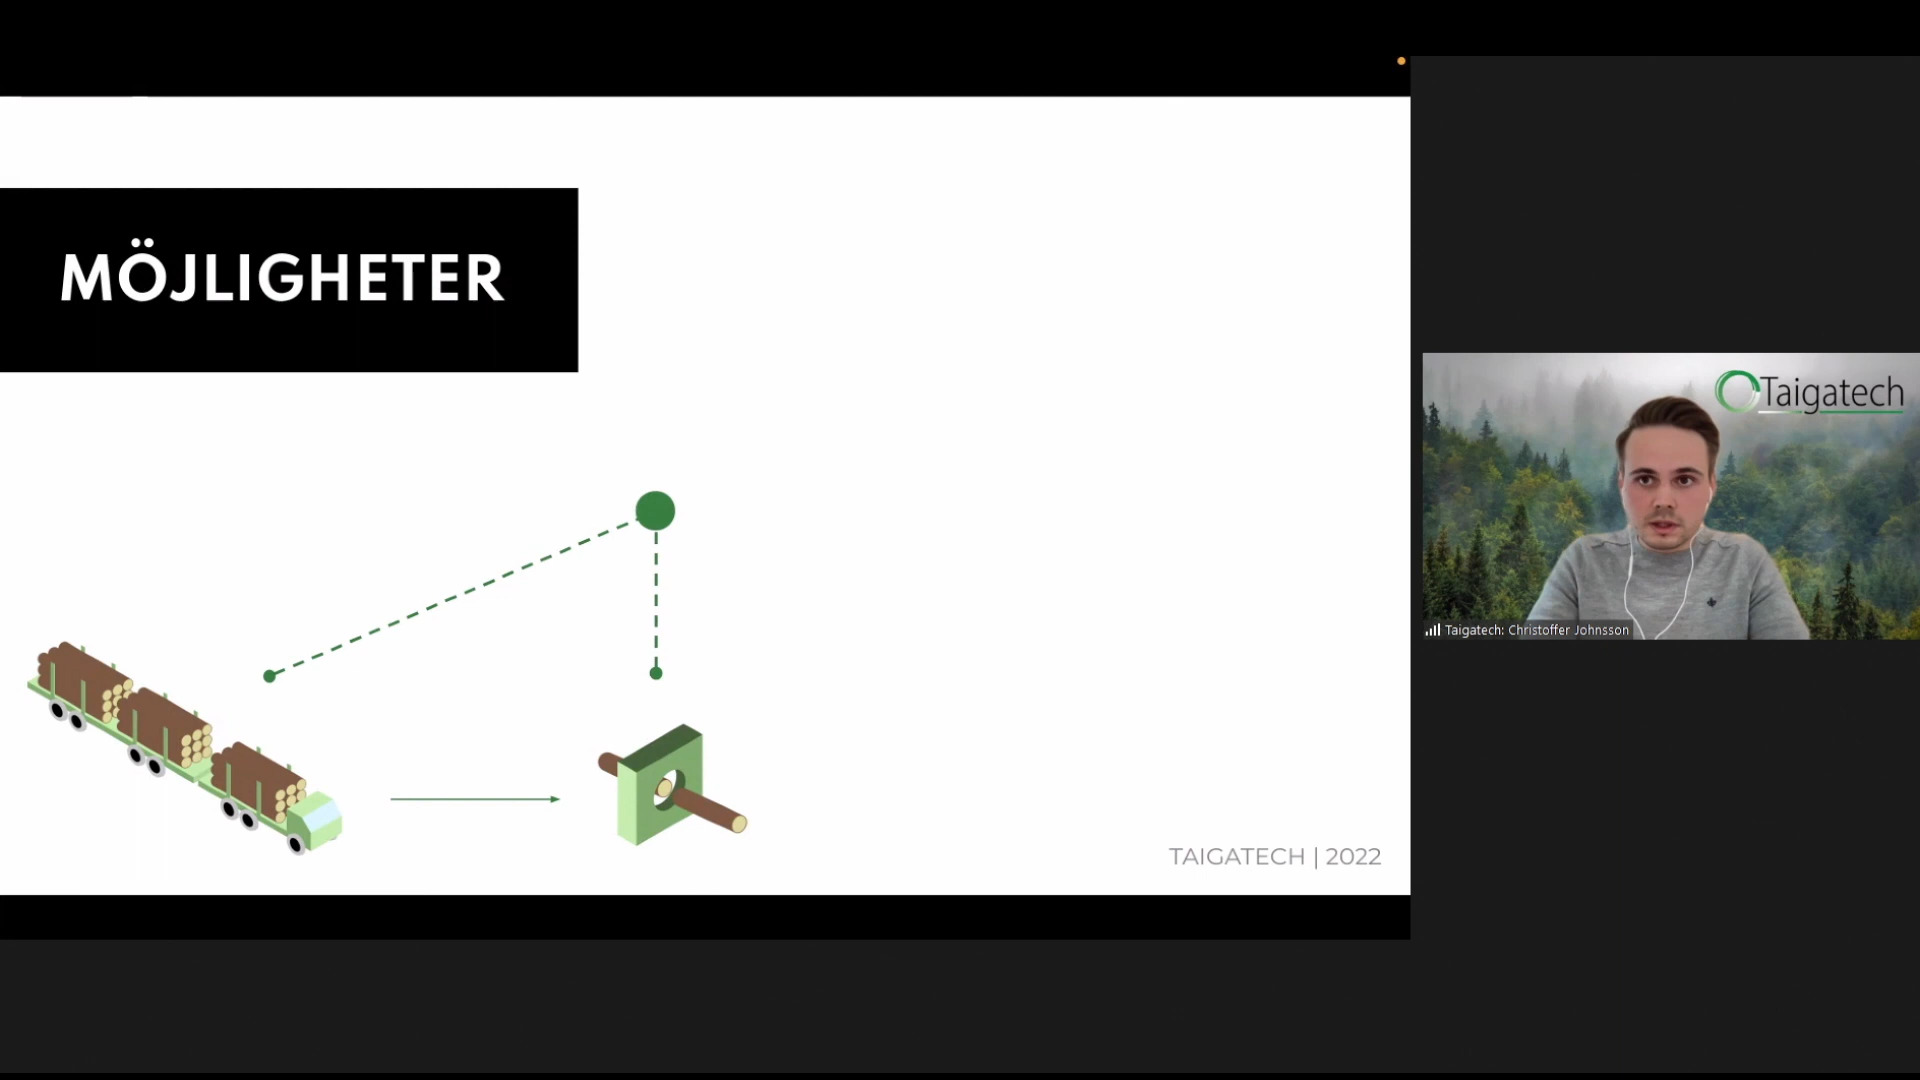 MÖJLIGHETER
TAIGATECH | 2022
Taigatech
Taigatech: Christoffer Johnsson